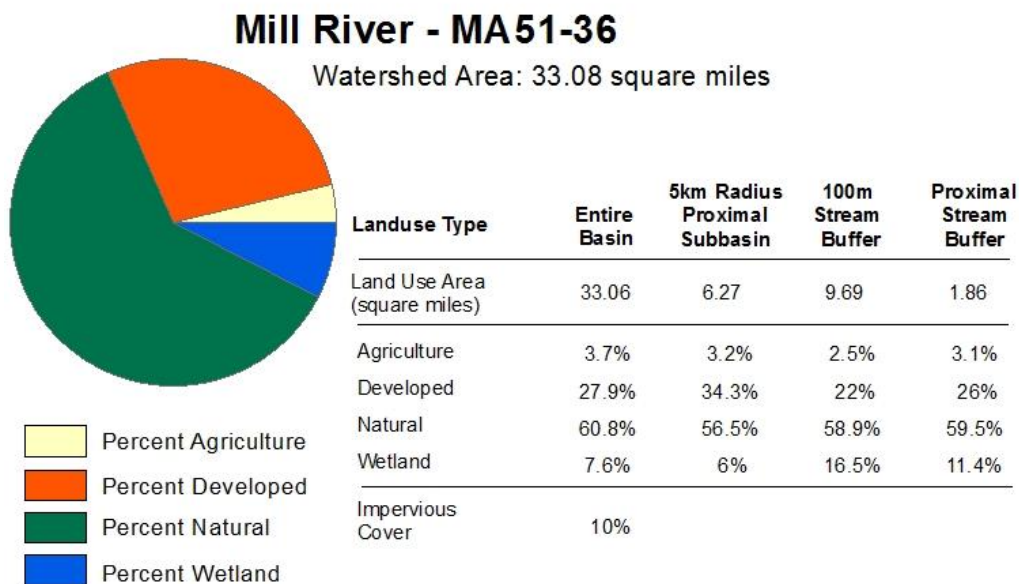 Mill River - MA51-36
Watershed Area: 33.08 square miles
Landuse Type Entire Basin 5km Radius Proximal Subbasin 100m Stream Buffer Proximal Stream Buffer
Land Use Area (square miles) 33.06 6.27 9.69 1.86
Agriculture 3.7% 3.2% 2.5% 3.1%
Developed 27.9% 34.3% 22% 26%
Natural 60.8% 56.5% 58.9% 59.5%
Wetland 7.6% 6% 16.5% 11.4%
Impervious Cover 10%
Percent Agriculture
Percent Developed
Percent Natural
Percent Wetland